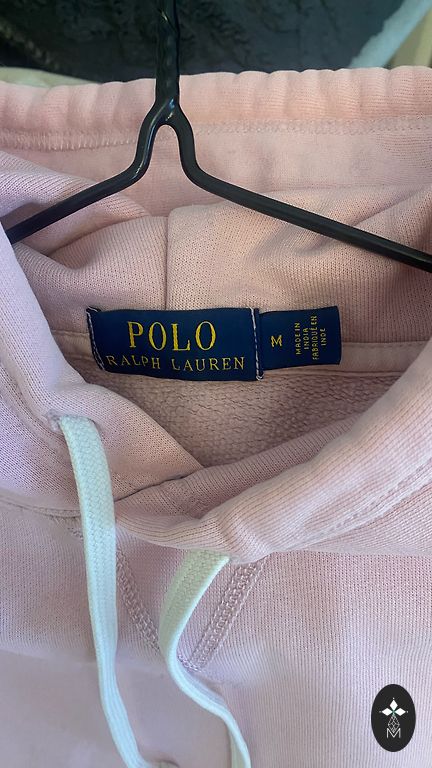 POLO
RALPH LAUREN
M
MADE IN
INDIA
FABRIQUÉ EN
INDE
M